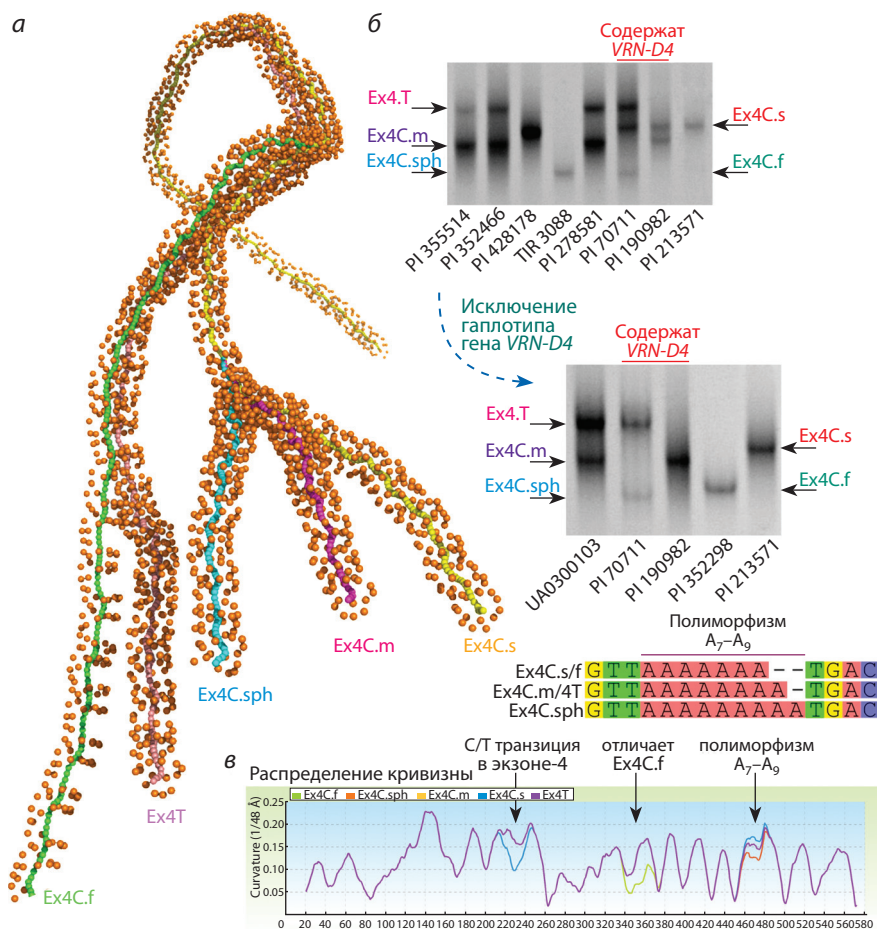 а
Ex4C.f
Ex4T
Ex4C.sph
Ex4C.m
Ex4C.s
б
Содержат
VRN-D4
Ex4.T
Ex4C.m
Ex4C.sph
Ex4C.s
Ex4C.f
PI 355514
PI 352466
PI 428178
TIR 3088
PI 278581
PI 70711
PI 190982
PI 213571
Исключение
гаплотипа
гена VRN-D4
Содержат
VRN-D4
Ex4.T
Ex4C.m
Ex4C.sph
Ex4C.s
Ex4C.f
UA0300103
PI 70711
PI 190982
PI 352298
PI 213571
Полиморфизм
A7–A9
Ex4C.s/f GTTAAAAAAA--TGAC
Ex4C.m/4T GTTAAAAAAAA-TGAC
Ex4C.sph GTTAAAAAAAAATGAC
в
Распределение кривизны
C/T транзиция
в экзоне-4
отличает
Ex4C.f
полиморфизм
A7–A9
Ex4C.f Ex4C.sph Ex4C.m Ex4C.s Ex4T
Curvature (1/48 Å)
0.25
0.20
0.15
0.10
0.05
20 40 60 80 100 120 140 160 180 200 220 240 260 280 300 320 340 360 380 400 420 440 460 480 500 520 540 560 580